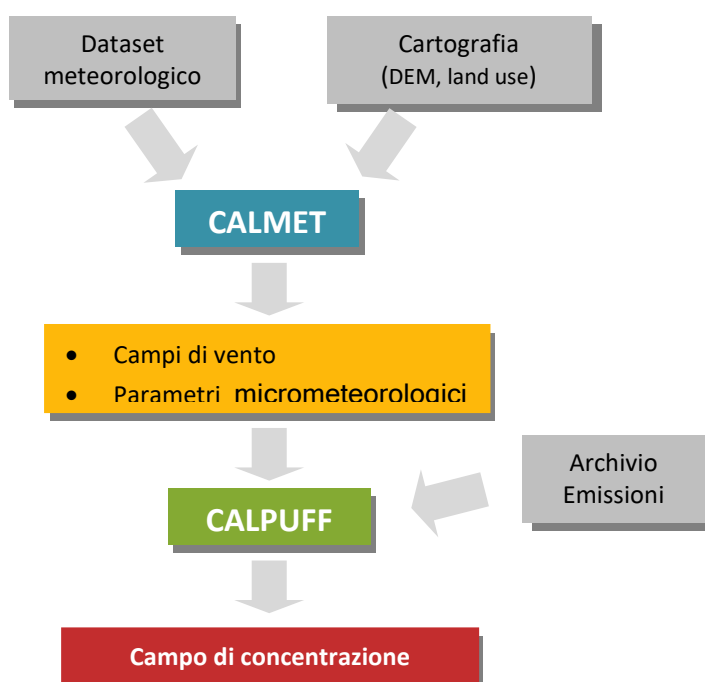 Dataset
meteorologico
Cartografia
(DEM, land use)
CALMET
• Campi di vento
• Parametri micrometeorologici
Archivio
Emissioni
CALPUFF
Campo di concentrazione